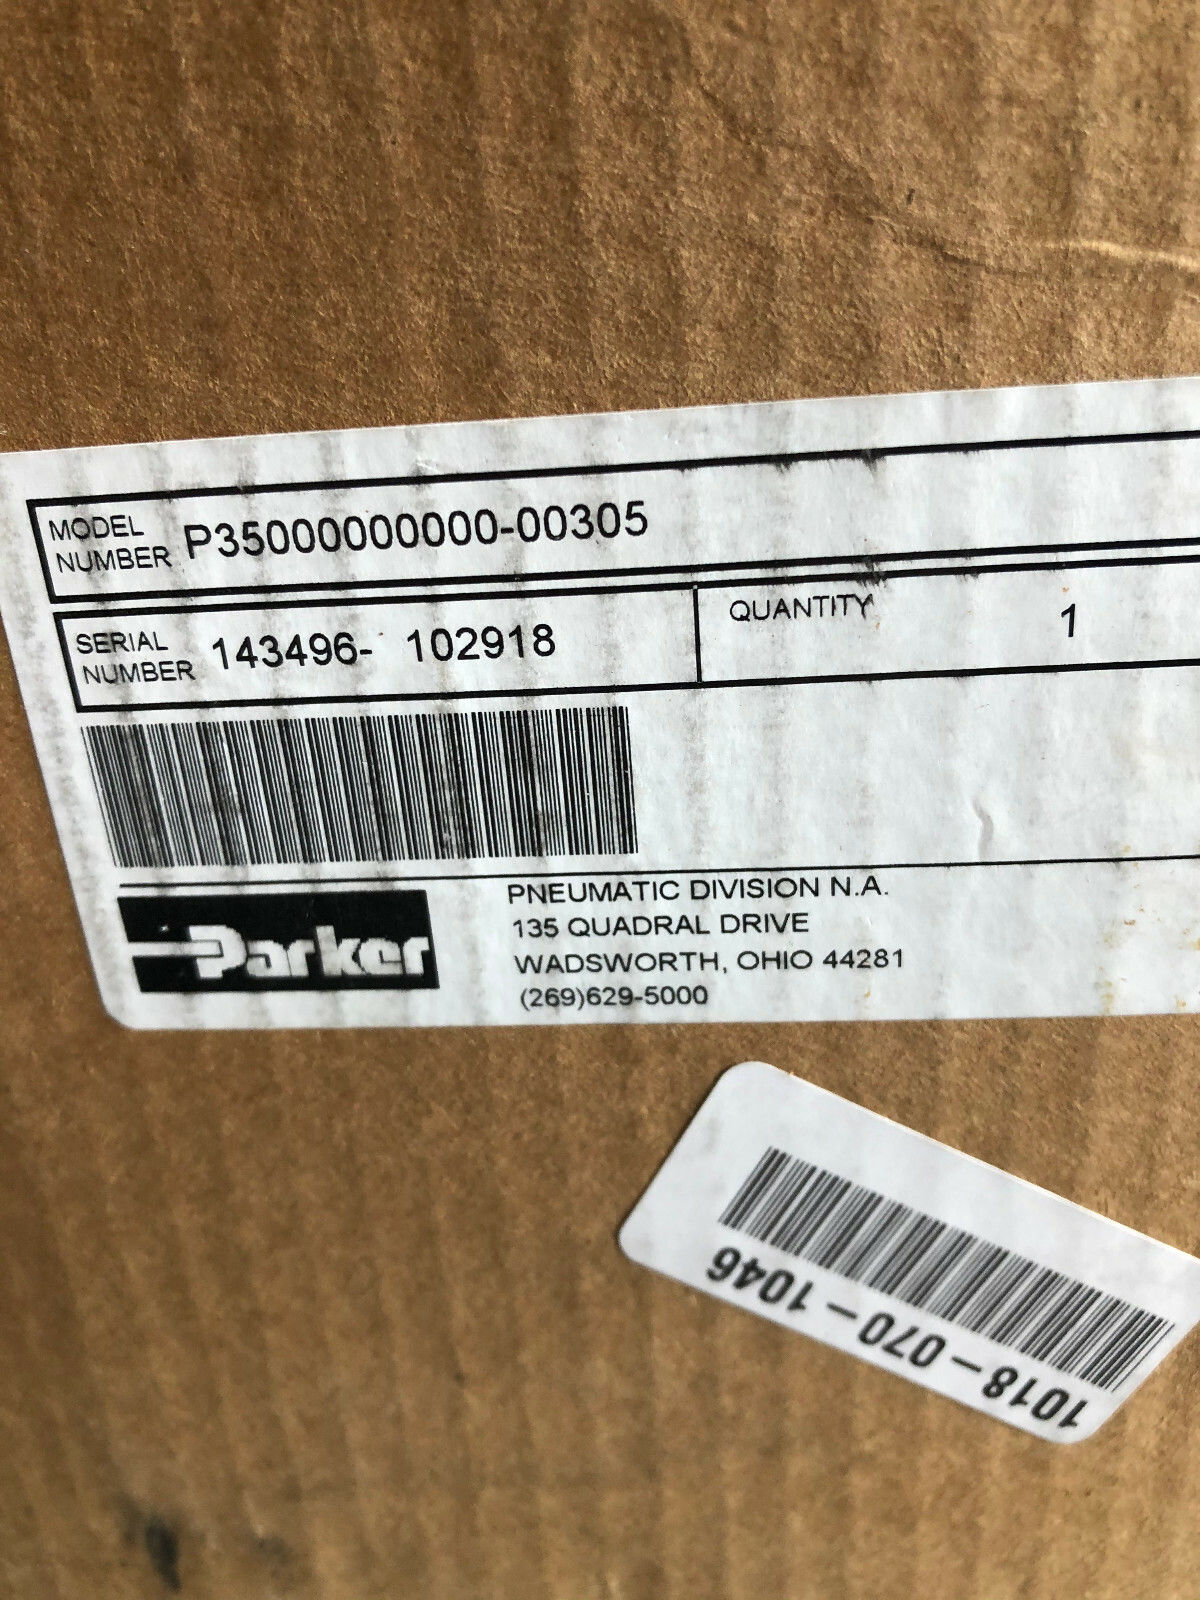 MODEL
NUMBER P35000000000-00305
SERIAL
NUMBER 143496- 102918
QUANTITY 1
Parker
PNEUMATIC DIVISION N.A.
135 QUADRAL DRIVE
WADSWORTH, OHIO 44281
(269)629-5000
1018-070-1046